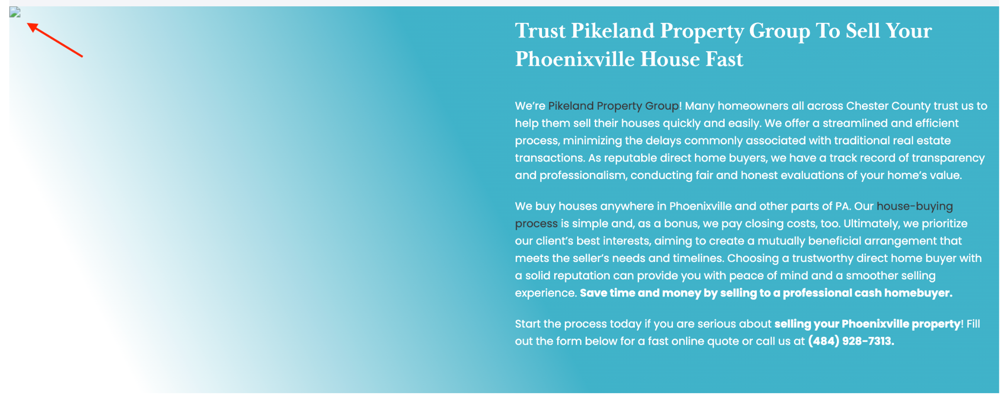 Trust Pikeland Property Group To Sell Your
Phoenixville House Fast
We’re Pikeland Property Group! Many homeowners all across Chester County trust us to
help them sell their houses quickly and easily. We offer a streamlined and efficient
process, minimizing the delays commonly associated with traditional real estate
transactions. As reputable direct home buyers, we have a track record of transparency
and professionalism, conducting fair and honest evaluations of your home’s value.
We buy houses anywhere in Phoenixville and other parts of PA. Our house-buying
process is simple and, as a bonus, we pay closing costs, too. Ultimately, we prioritize
our client’s best interests, aiming to create a mutually beneficial arrangement that
meets the seller’s needs and timelines. Choosing a trustworthy direct home buyer with
a solid reputation can provide you with peace of mind and a smoother selling
experience. Save time and money by selling to a professional cash homebuyer.
Start the process today if you are serious about selling your Phoenixville property! Fill
out the form below for a fast online quote or call us at (484) 928-7313.